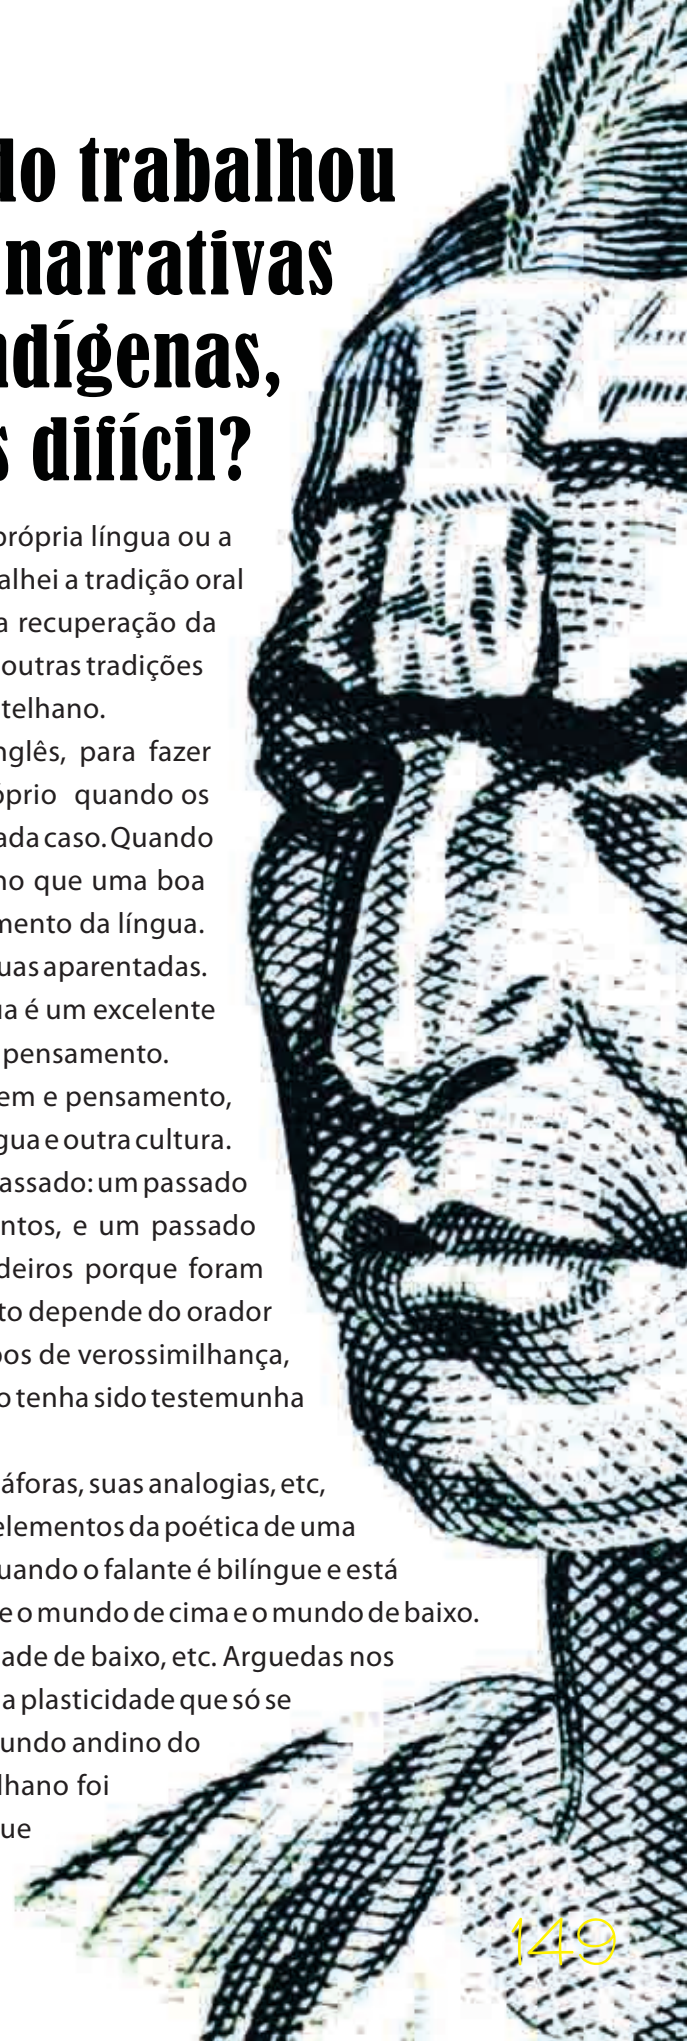 do trabalhou
narrativas
ndígenas,
s difícil?
própria língua ou a
alhei a tradição oral
a recuperação da
outras tradições
telhano.
nglês, para fazer
óprio quando os
ada caso. Quando
no que uma boa
mento da língua.
uas aparentadas.
ua é um excelente
pensamento.
em e pensamento,
gua e outra cultura.
assado: um passado
ntos, e um passado
deiros porque foram
to depende do orador
pos de verossimilhança,
o tenha sido testemunha
áforas, suas analogias, etc,
elementos da poética de uma
uando o falante é bilíngue e está
e o mundo de cima e o mundo de baixo.
ade de baixo, etc. Arguedas nos
a plasticidade que só se
undo andino do
lhano foi
ue
149